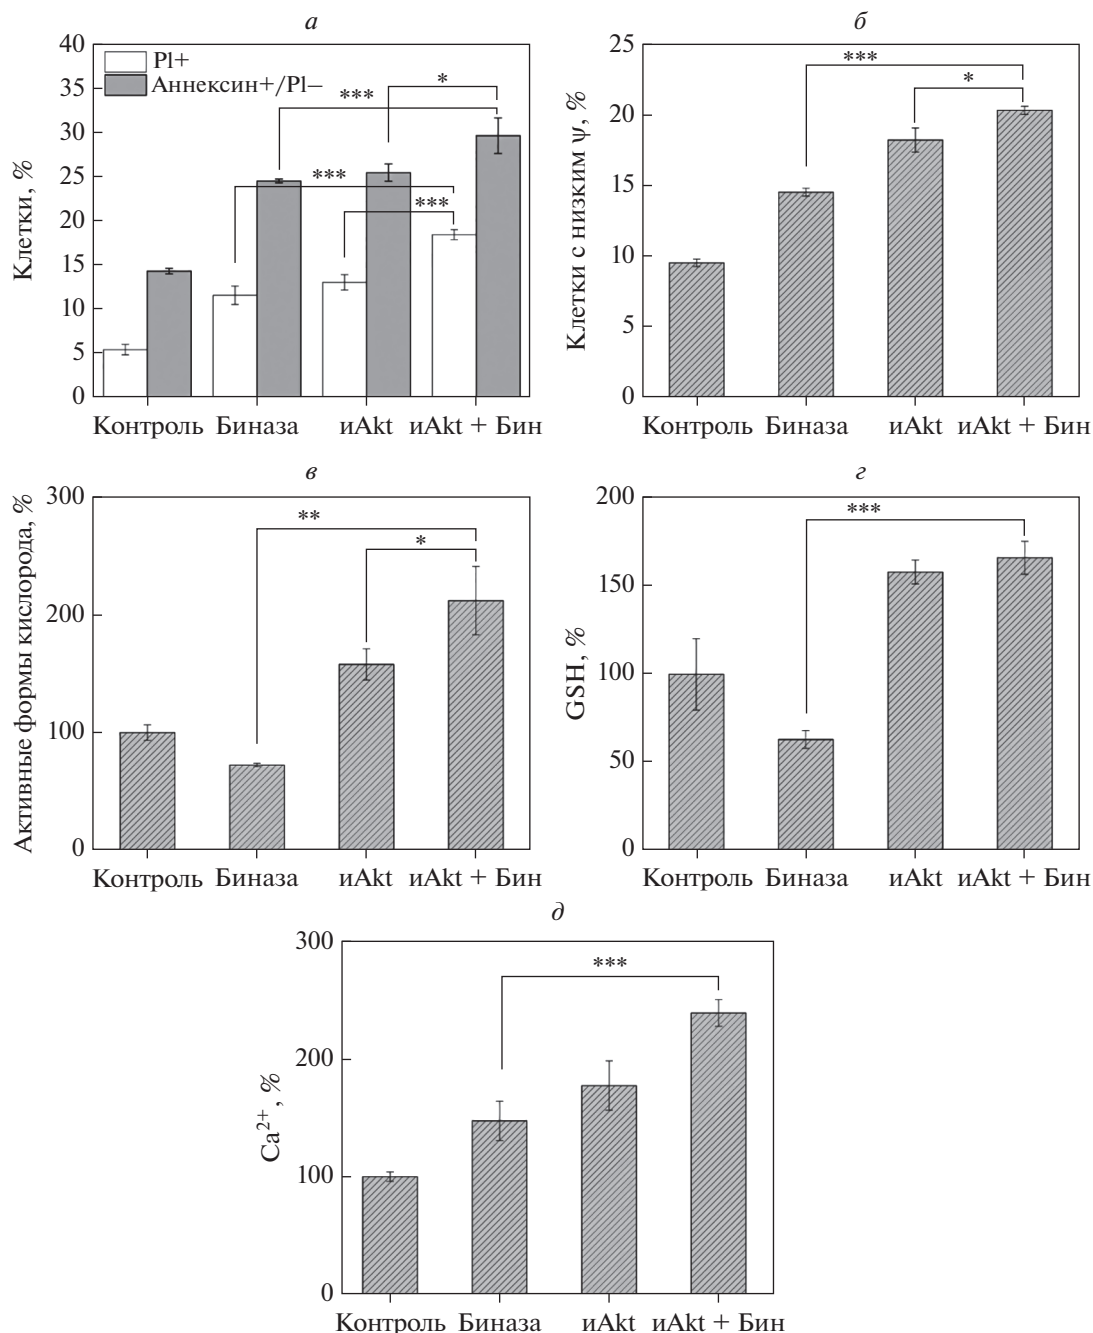 а
Клетки, %
40
35
30
25
20
15
10
5
0
PI+
Аннексин+/PI−
***
*
***
***
Контроль Биназа иAkt иAkt + Бин
б
Клетки с низким ψ, %
25
20
15
10
5
0
***
*
Контроль Биназа иAkt иAkt + Бин
в
Активные формы кислорода, %
300
200
100
0
**
*
Контроль Биназа иAkt иAkt + Бин
г
GSH, %
200
150
100
50
0
***
Контроль Биназа иAkt иAkt + Бин
д
Ca²⁺, %
300
200
100
0
***
Контроль Биназа иAkt иAkt + Бин